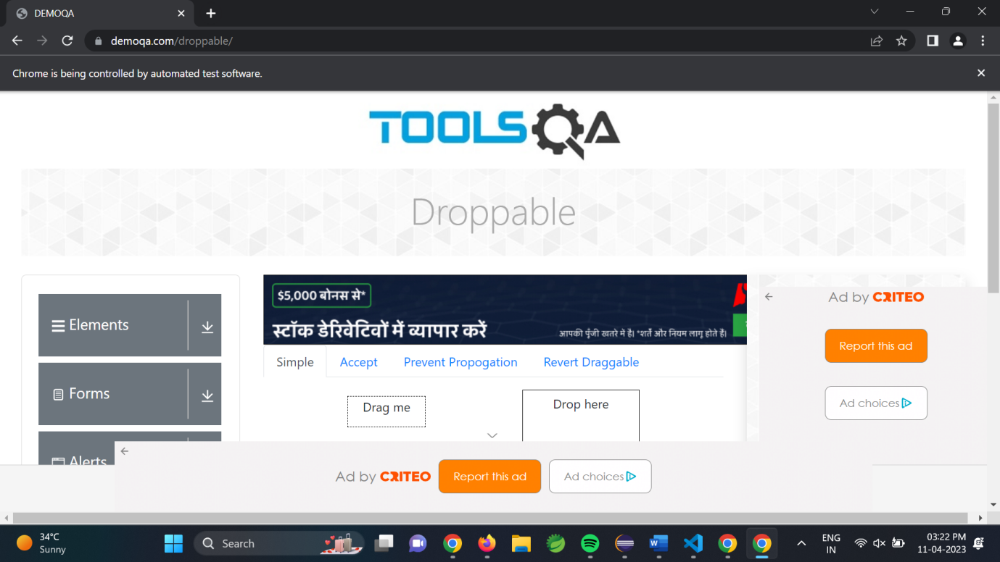 DEMOQA
demoqa.com/droppable/
Chrome is being controlled by automated test software.
TOOLSQA
Droppable
Elements
Forms
Alerts
$5,000 बोनस से*
स्टॉक डेरिवेटिवों में व्यापार करें
आपकी पूँजी खतरे मे है। *शर्तें और नियम लागू होते हैं।
Simple Accept Prevent Propogation Revert Draggable
Drag me
Drop here
Ad by CRITEO
Report this ad
Ad choices
Ad by CRITEO Report this ad Ad choices
34°C
Sunny
Search
ENG
IN
03:22 PM
11-04-2023